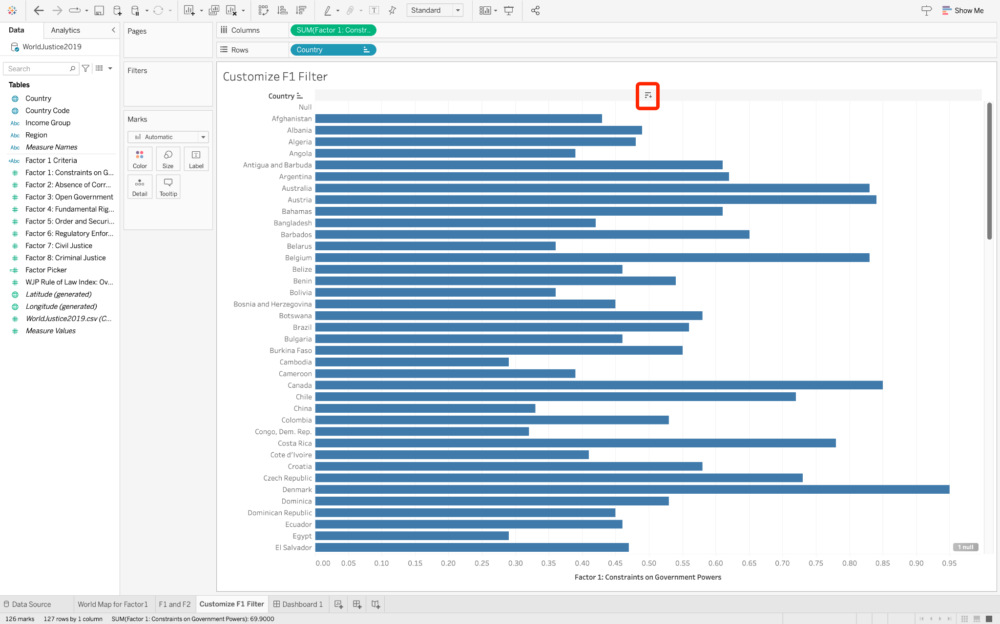 Standard
Show Me
Data
Analytics
WorldJustice2019
Search
Tables
Country
Country Code
Abc Income Group
Abc Region
Abc Measure Names
=Abc Factor 1 Criteria
# Factor 1: Constraints on G...
# Factor 2: Absence of Corr...
# Factor 3: Open Government
# Factor 4: Fundamental Rig...
# Factor 5: Order and Securi...
# Factor 6: Regulatory Enfor...
# Factor 7: Civil Justice
# Factor 8: Criminal Justice
=# Factor Picker
# WJP Rule of Law Index: Ov...
Latitude (generated)
Longitude (generated)
# WorldJustice2019.csv (C...
# Measure Values
Pages
Filters
Marks
Automatic
Color
Size
Label
Detail
Tooltip
Columns
SUM(Factor 1: Constr..
Rows
Country
Customize F1 Filter
Country
Null
Afghanistan
Albania
Algeria
Angola
Antigua and Barbuda
Argentina
Australia
Austria
Bahamas
Bangladesh
Barbados
Belarus
Belgium
Belize
Benin
Bolivia
Bosnia and Herzegovina
Botswana
Brazil
Bulgaria
Burkina Faso
Cambodia
Cameroon
Canada
Chile
China
Colombia
Congo, Dem. Rep.
Costa Rica
Cote d'Ivoire
Croatia
Czech Republic
Denmark
Dominica
Dominican Republic
Ecuador
Egypt
El Salvador
1 null
0.00 0.05 0.10 0.15 0.20 0.25 0.30 0.35 0.40 0.45 0.50 0.55 0.60 0.65 0.70 0.75 0.80 0.85 0.90 0.95
Factor 1: Constraints on Government Powers
Data Source
World Map for Factor1
F1 and F2
Customize F1 Filter
Dashboard 1
126 marks
127 rows by 1 column
SUM(Factor 1: Constraints on Government Powers): 69.9000